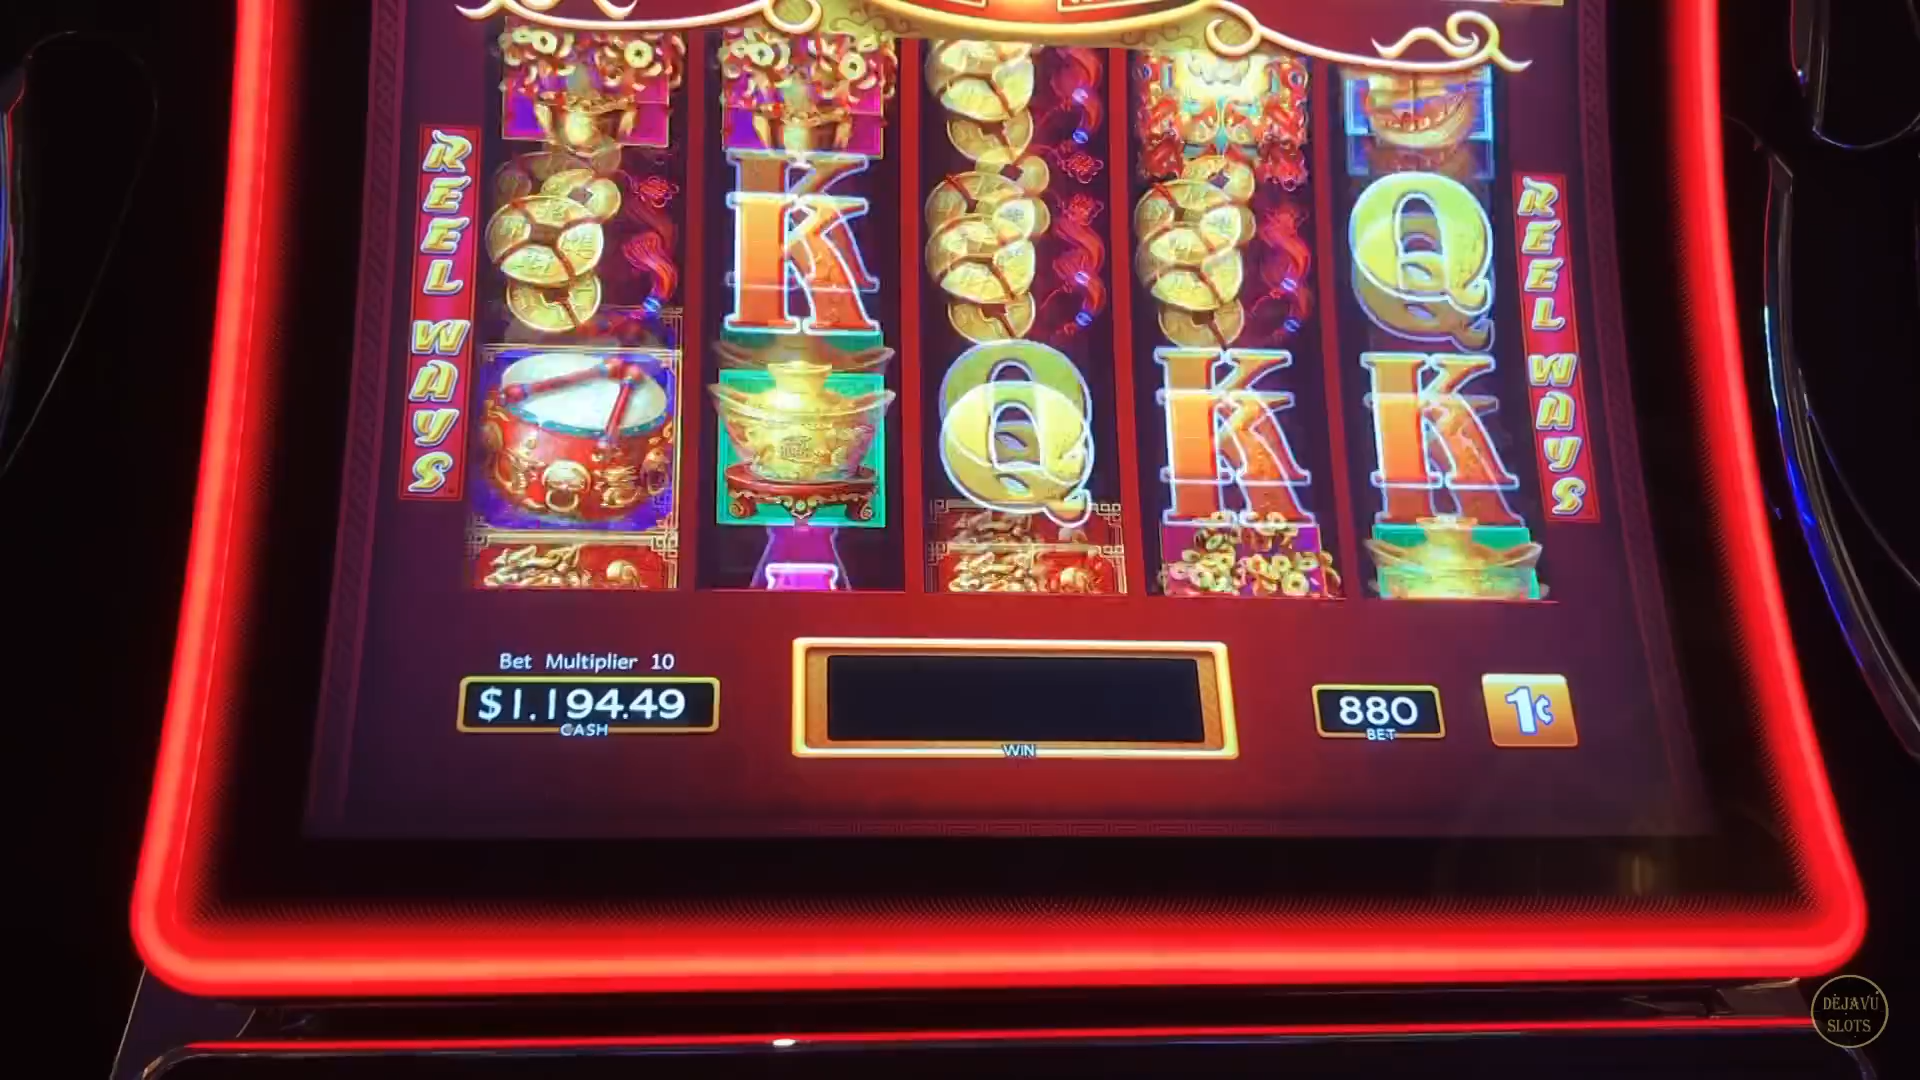 REEL WAYS
REEL WAYS
K
Q
Q
K
K
Bet Multiplier 10
$1,194.49
CASH
WIN
880
BET
1¢
DEJAVU
SLOTS